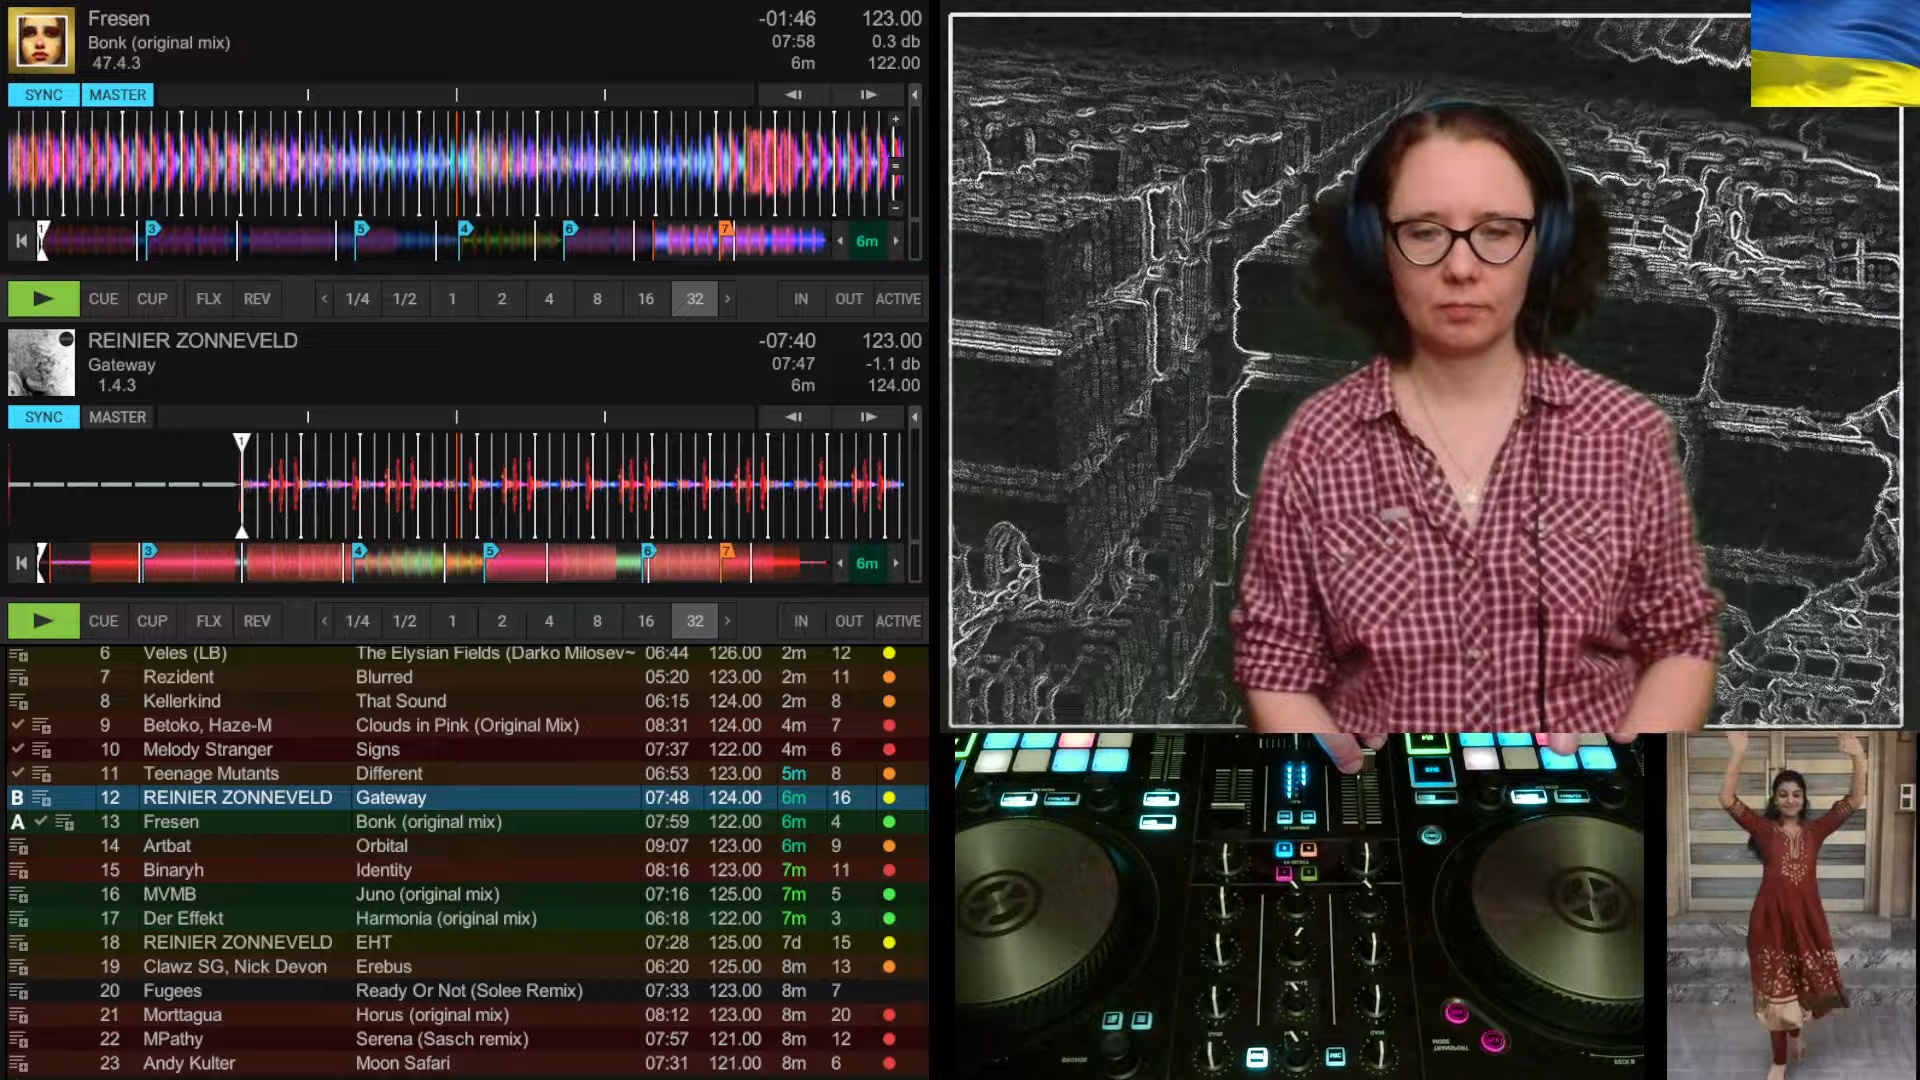 Fresen -01:46 123.00
Bonk (original mix) 07:58 0.3 db
47.4.3 6m 122.00
SYNC MASTER
1 3 5 4 6 7 6m
CUE CUP FLX REV 1/4 1/2 1 2 4 8 16 32 IN OUT ACTIVE
REINIER ZONNEVELD -07:40 123.00
Gateway 07:47 -1.1 db
1.4.3 6m 124.00
SYNC MASTER
1
3 4 5 6 7 6m
CUE CUP FLX REV 1/4 1/2 1 2 4 8 16 32 IN OUT ACTIVE
6 Veles (LB) The Elysian Fields (Darko Milosev~ 06:44 126.00 2m 12
7 Rezident Blurred 05:20 123.00 2m 11
8 Kellerkind That Sound 06:15 124.00 2m 8
9 Betoko, Haze-M Clouds in Pink (Original Mix) 08:31 124.00 4m 7
10 Melody Stranger Signs 07:37 122.00 4m 6
11 Teenage Mutants Different 06:53 123.00 5m 8
B 12 REINIER ZONNEVELD Gateway 07:48 124.00 6m 16
A 13 Fresen Bonk (original mix) 07:59 122.00 6m 4
14 Artbat Orbital 09:07 123.00 6m 9
15 Binaryh Identity 08:16 123.00 7m 11
16 MVMB Juno (original mix) 07:16 125.00 7m 5
17 Der Effekt Harmonia (original mix) 06:18 122.00 7m 3
18 REINIER ZONNEVELD EHT 07:28 125.00 7d 15
19 Clawz SG, Nick Devon Erebus 06:20 125.00 8m 13
20 Fugees Ready Or Not (Solee Remix) 07:33 123.00 8m 7
21 Morttagua Horus (original mix) 08:12 123.00 8m 20
22 MPathy Serena (Sasch remix) 07:57 121.00 8m 12
23 Andy Kulter Moon Safari 07:31 121.00 8m 6